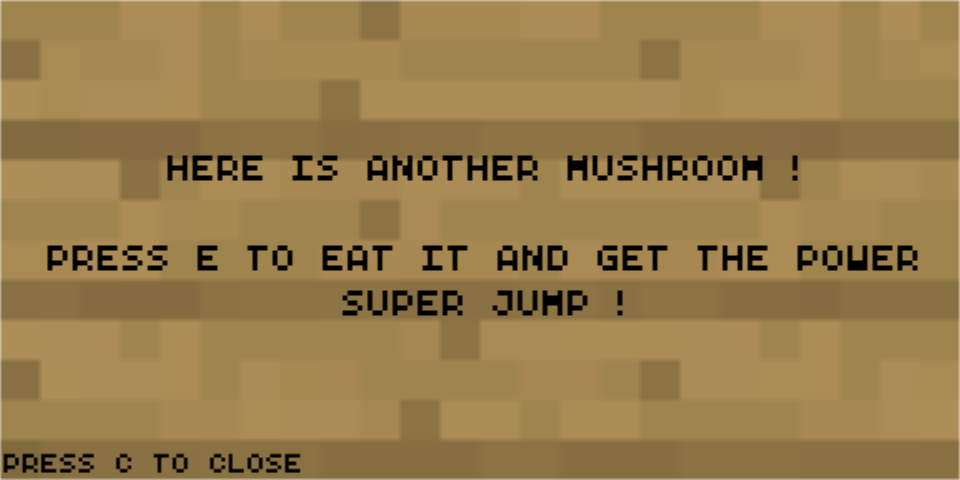 HERE IS ANOTHER MUSHROOM !
PRESS E TO EAT IT AND GET THE POWER
SUPER JUMP !
PRESS C TO CLOSE